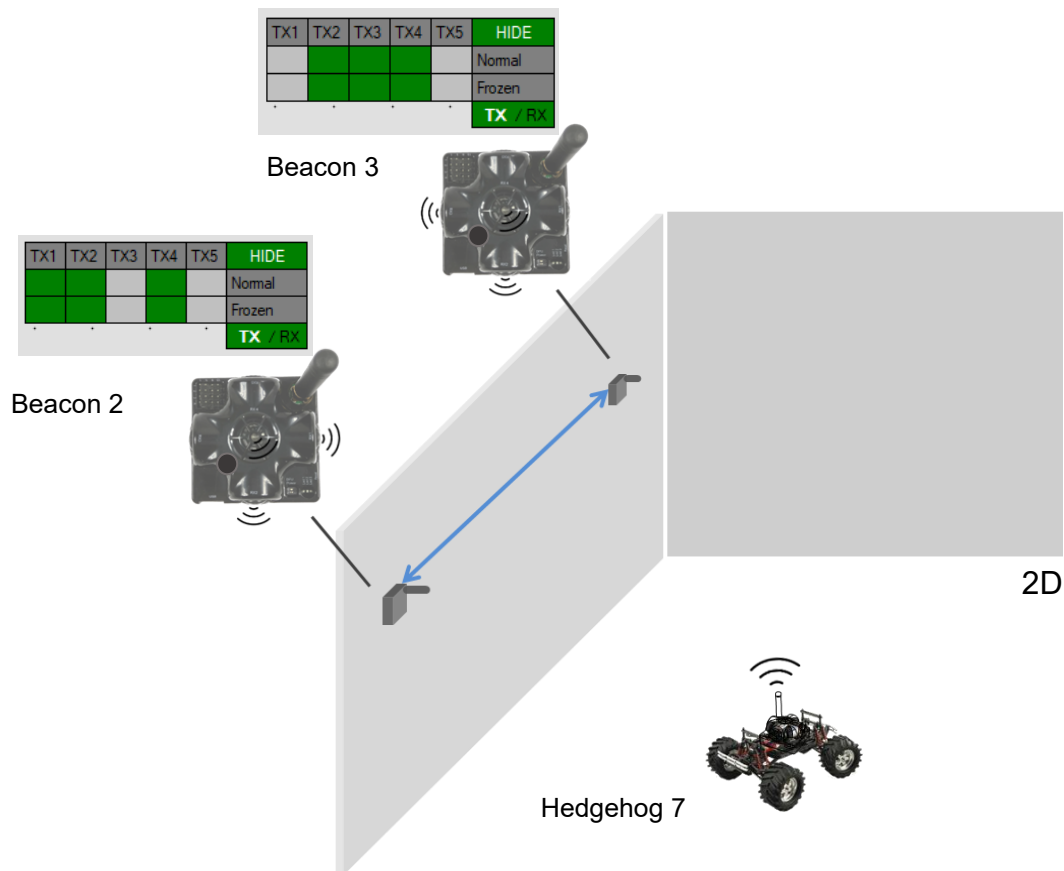 TX1 TX2 TX3 TX4 TX5 HIDE
Normal
Frozen
TX / RX
Beacon 3
TX1 TX2 TX3 TX4 TX5 HIDE
Normal
Frozen
TX / RX
Beacon 2
2D
Hedgehog 7